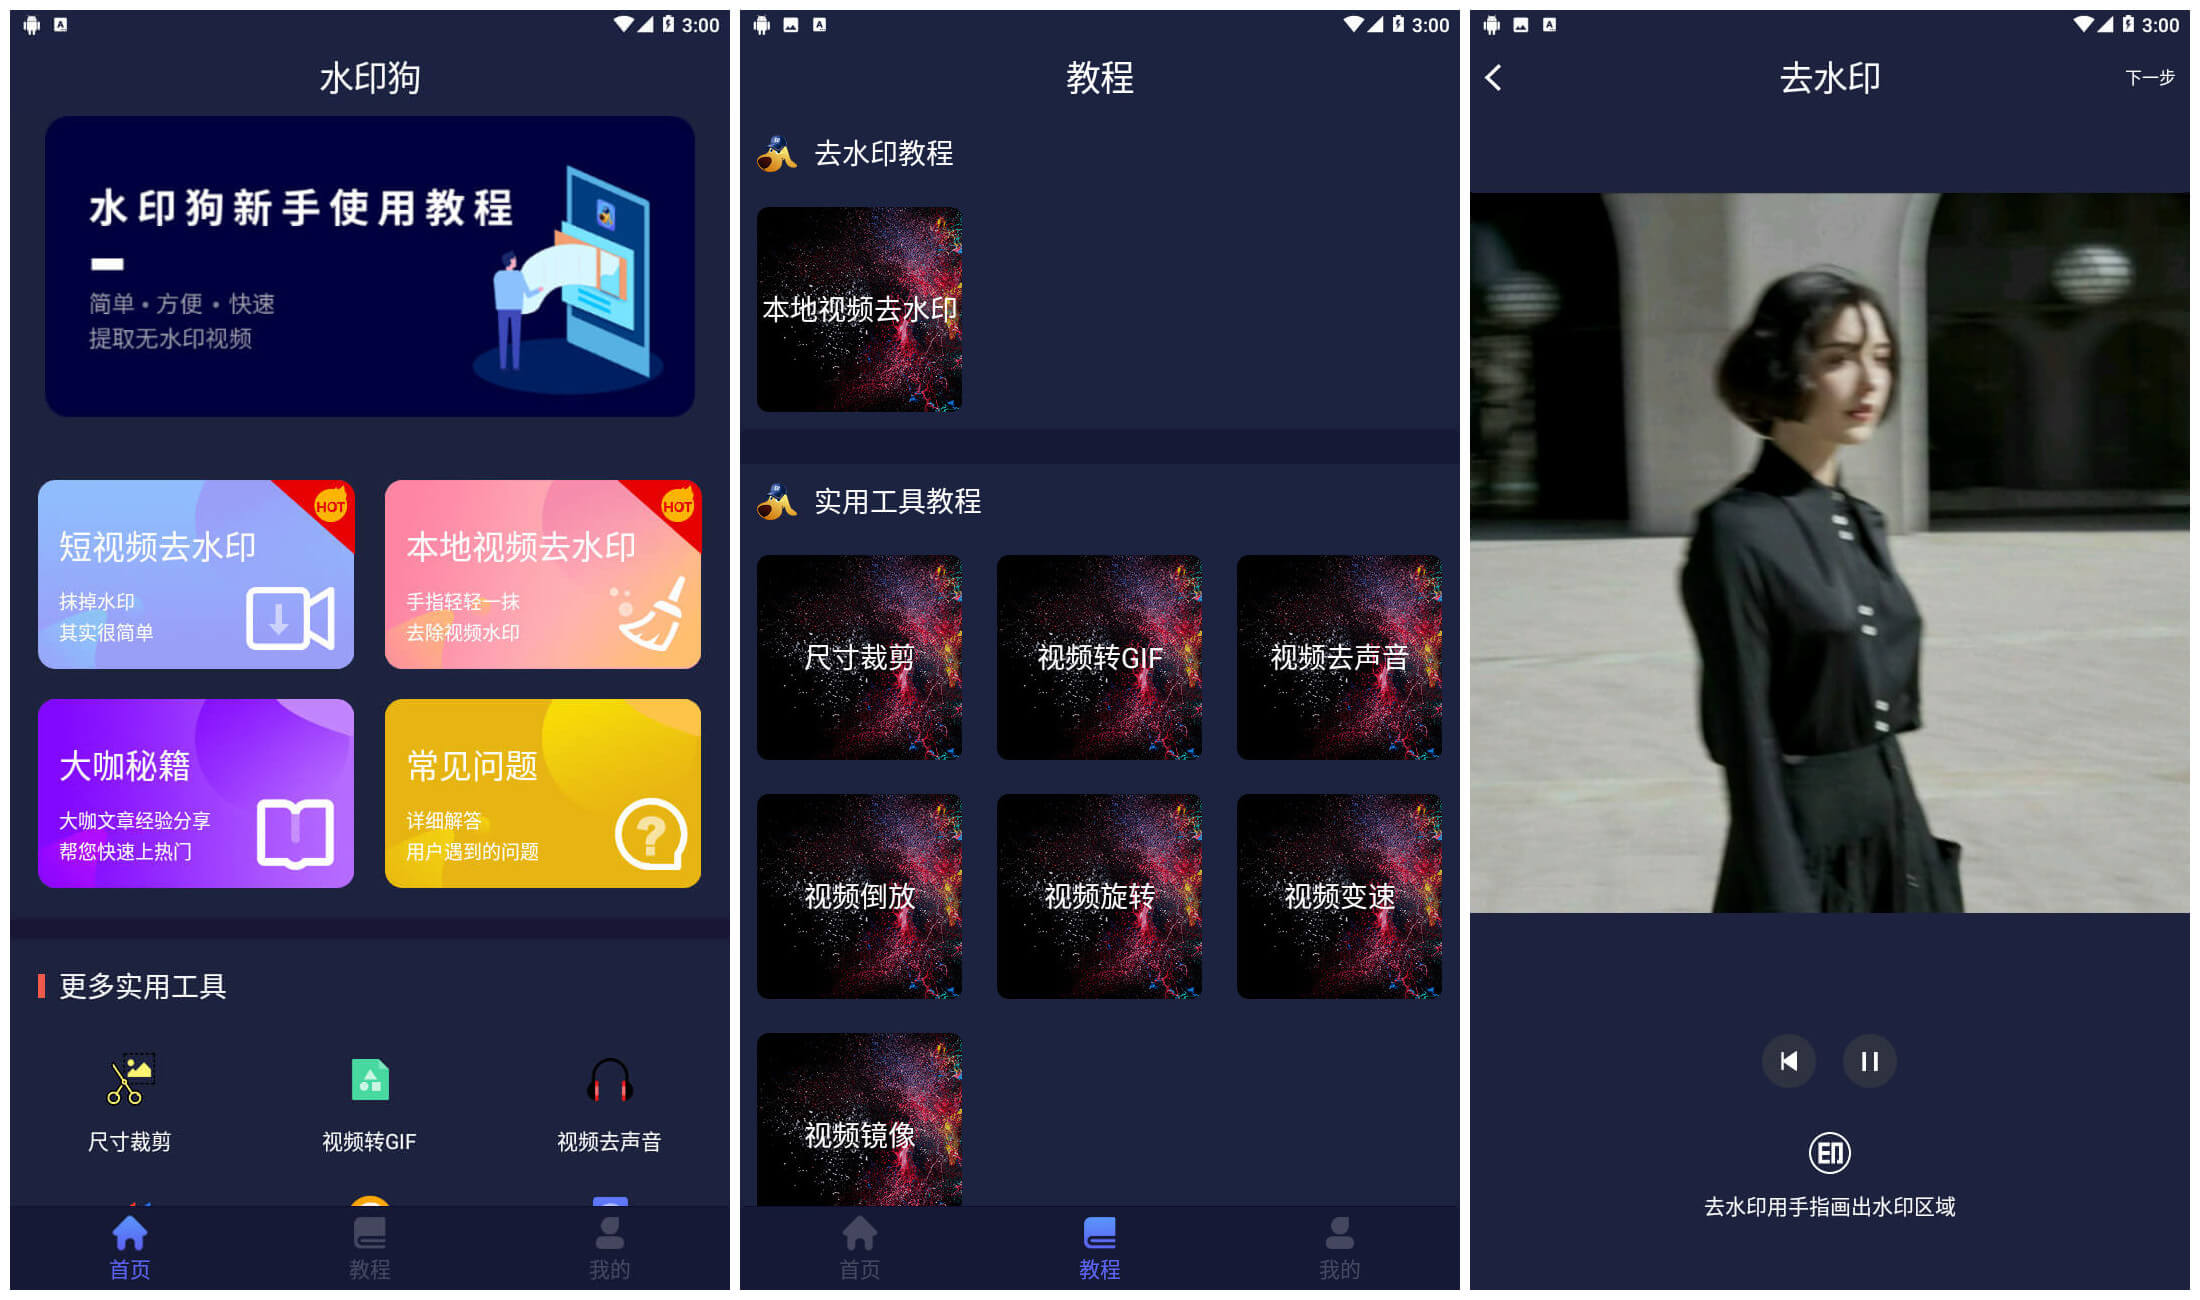 3:00
水印狗
水印狗新手使用教程
简单·方便·快速
提取无水印视频
HOT
短视频去水印
抹掉水印
其实很简单
HOT
本地视频去水印
手指轻轻一抹
去除视频水印
大咖秘籍
大咖文章经验分享
帮您快速上热门
常见问题
详细解答
用户遇到的问题
更多实用工具
尺寸裁剪
视频转GIF
视频去声音
首页
教程
我的
3:00
教程
去水印教程
本地视频去水印
实用工具教程
尺寸裁剪
视频转GIF
视频去声音
视频倒放
视频旋转
视频变速
视频镜像
首页
教程
我的
3:00
去水印
下一步
印
去水印用手指画出水印区域